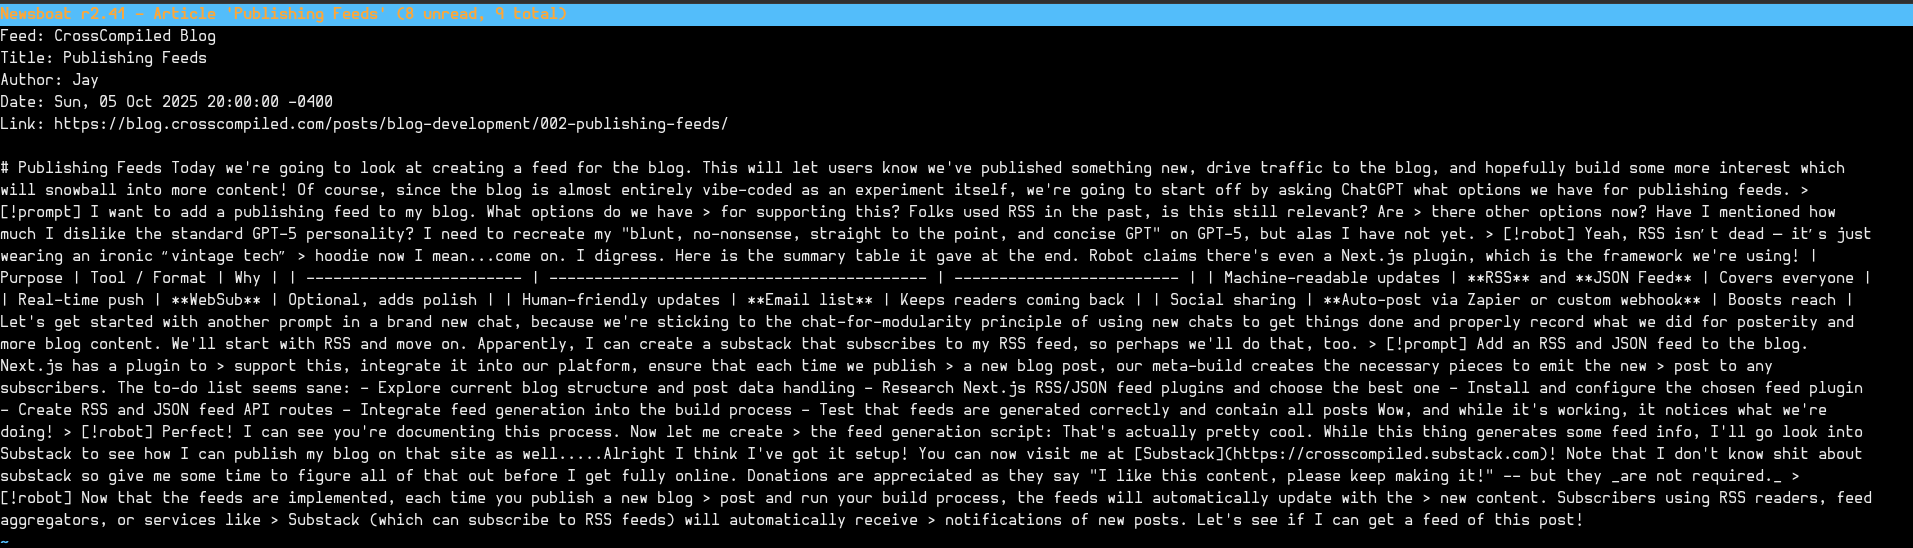 Newsboat r2.41 - Article 'Publishing Feeds' (8 unread, 9 total)
Feed: CrossCompiled Blog
Title: Publishing Feeds
Author: Jay
Date: Sun, 05 Oct 2025 20:00:00 -0400
Link: https://blog.crosscompiled.com/posts/blog-development/002-publishing-feeds/
# Publishing Feeds Today we're going to look at creating a feed for the blog. This will let users know we've published something new, drive traffic to the blog, and hopefully build some more interest which
will snowball into more content! Of course, since the blog is almost entirely vibe-coded as an experiment itself, we're going to start off by asking ChatGPT what options we have for publishing feeds. >
[!prompt] I want to add a publishing feed to my blog. What options do we have > for supporting this? Folks used RSS in the past, is this still relevant? Are > there other options now? Have I mentioned how
much I dislike the standard GPT-5 personality? I need to recreate my "blunt, no-nonsense, straight to the point, and concise GPT" on GPT-5, but alas I have not yet. > [!robot] Yeah, RSS isn’t dead — it’s just
wearing an ironic “vintage tech” > hoodie now I mean...come on. I digress. Here is the summary table it gave at the end. Robot claims there's even a Next.js plugin, which is the framework we're using! |
Purpose | Tool / Format | Why | | ------------------------ | ------------------------------------------ | ------------------------- | | Machine-readable updates | **RSS** and **JSON Feed** | Covers everyone |
| Real-time push | **WebSub** | Optional, adds polish | | Human-friendly updates | **Email list** | Keeps readers coming back | | Social sharing | **Auto-post via Zapier or custom webhook** | Boosts reach |
Let's get started with another prompt in a brand new chat, because we're sticking to the chat-for-modularity principle of using new chats to get things done and properly record what we did for posterity and
more blog content. We'll start with RSS and move on. Apparently, I can create a substack that subscribes to my RSS feed, so perhaps we'll do that, too. > [!prompt] Add an RSS and JSON feed to the blog.
Next.js has a plugin to > support this, integrate it into our platform, ensure that each time we publish > a new blog post, our meta-build creates the necessary pieces to emit the new > post to any
subscribers. The to-do list seems sane: - Explore current blog structure and post data handling - Research Next.js RSS/JSON feed plugins and choose the best one - Install and configure the chosen feed plugin
- Create RSS and JSON feed API routes - Integrate feed generation into the build process - Test that feeds are generated correctly and contain all posts Wow, and while it's working, it notices what we're
doing! > [!robot] Perfect! I can see you're documenting this process. Now let me create > the feed generation script: That's actually pretty cool. While this thing generates some feed info, I'll go look into
Substack to see how I can publish my blog on that site as well.....Alright I think I've got it setup! You can now visit me at [Substack](https://crosscompiled.substack.com)! Note that I don't know shit about
substack so give me some time to figure all of that out before I get fully online. Donations are appreciated as they say "I like this content, please keep making it!" -- but they _are not required._ >
[!robot] Now that the feeds are implemented, each time you publish a new blog > post and run your build process, the feeds will automatically update with the > new content. Subscribers using RSS readers, feed
aggregators, or services like > Substack (which can subscribe to RSS feeds) will automatically receive > notifications of new posts. Let's see if I can get a feed of this post!
~